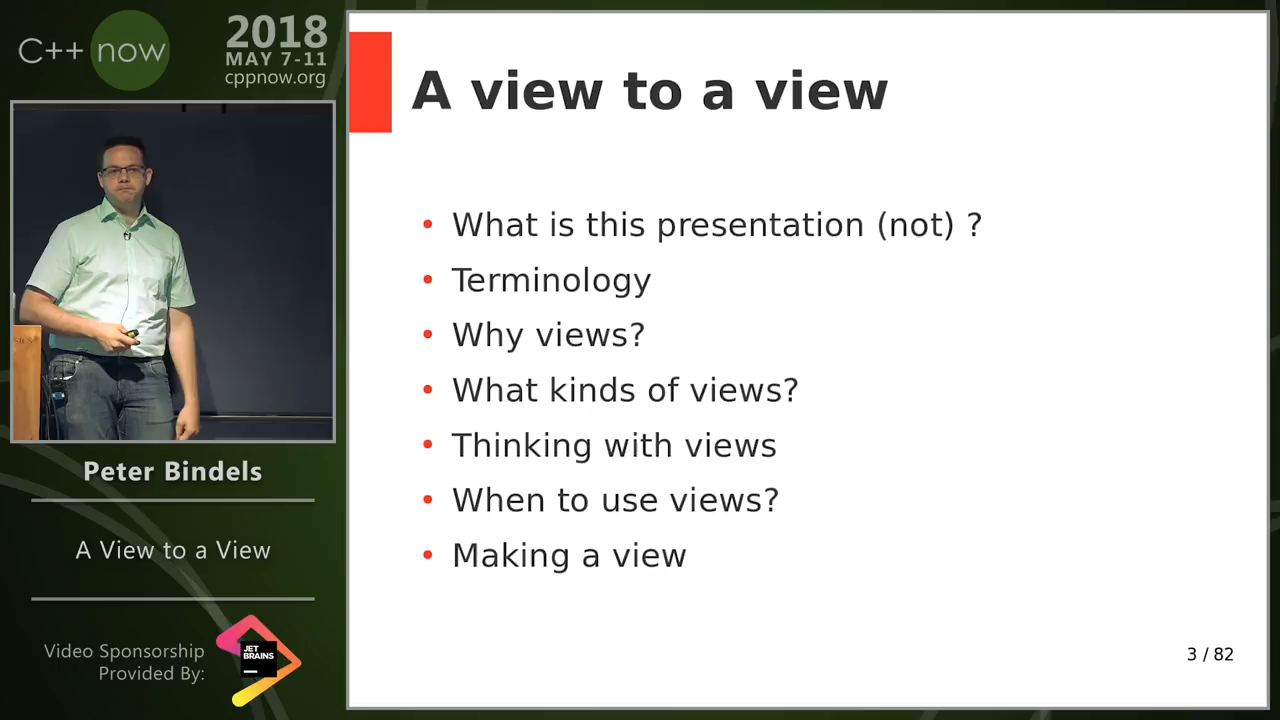 C++ now
2018
MAY 7-11
cppnow.org
Peter Bindels
A View to a View
Video Sponsorship
Provided By:
JET
BRAINS
A view to a view
• What is this presentation (not) ?
• Terminology
• Why views?
• What kinds of views?
• Thinking with views
• When to use views?
• Making a view
3 / 82